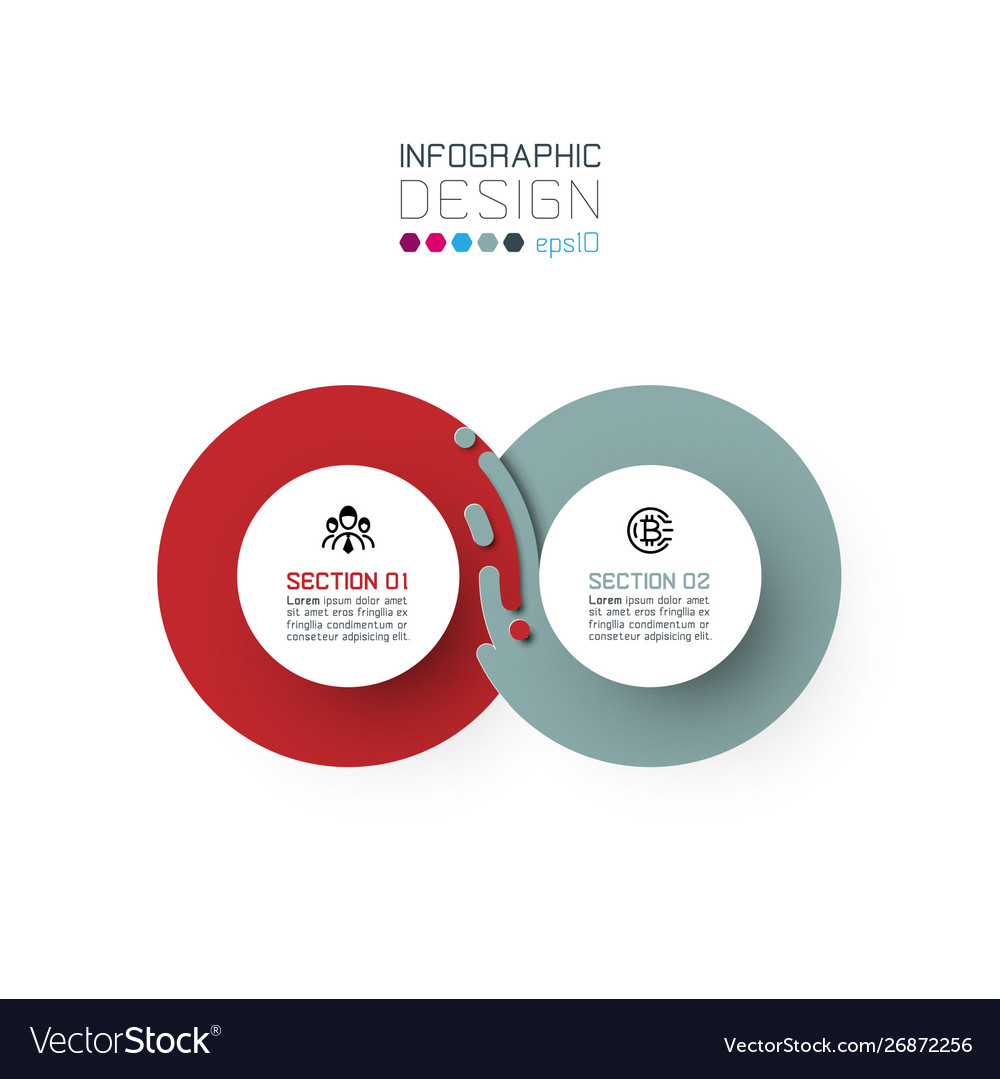 INFOGRAPHIC
DESIGN
eps10
SECTION 01
Lorem ipsum dolor amet
sit amet eros fringllia ex
fringllia condimentum or
conseteur adipisicing elit.
SECTION 02
Lorem ipsum dolor amet
sit amet eros fringllia ex
fringllia condimentum or
conseteur adipisicing elit.
VectorStock®
VectorStock.com/26872256